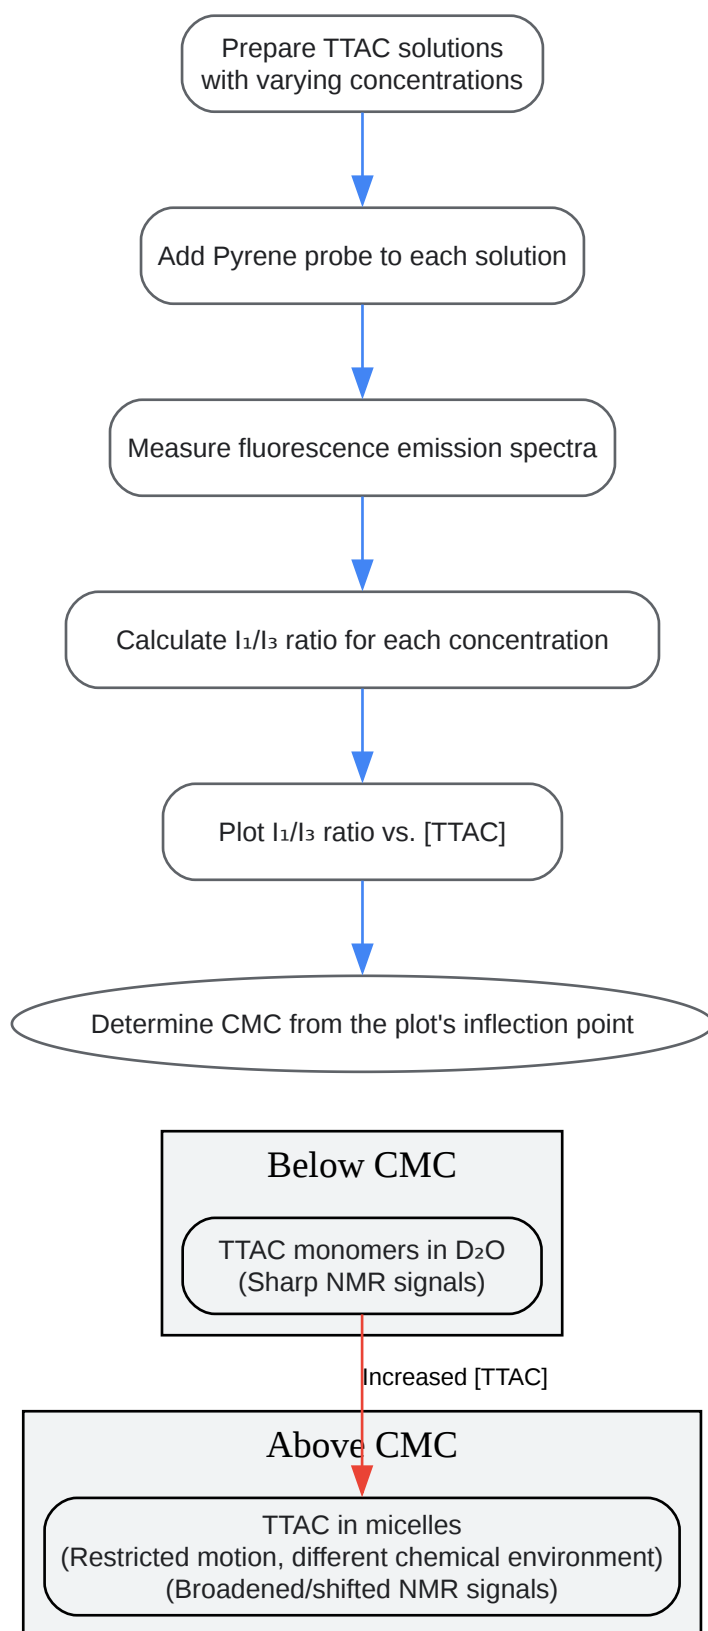 Prepare TTAC solutions
with varying concentrations
Add Pyrene probe to each solution
Measure fluorescence emission spectra
Calculate I₁/I₃ ratio for each concentration
Plot I₁/I₃ ratio vs. [TTAC]
Determine CMC from the plot's inflection point
Below CMC
TTAC monomers in D₂O
(Sharp NMR signals)
Increased [TTAC]
Above CMC
TTAC in micelles
(Restricted motion, different chemical environment)
(Broadened/shifted NMR signals)